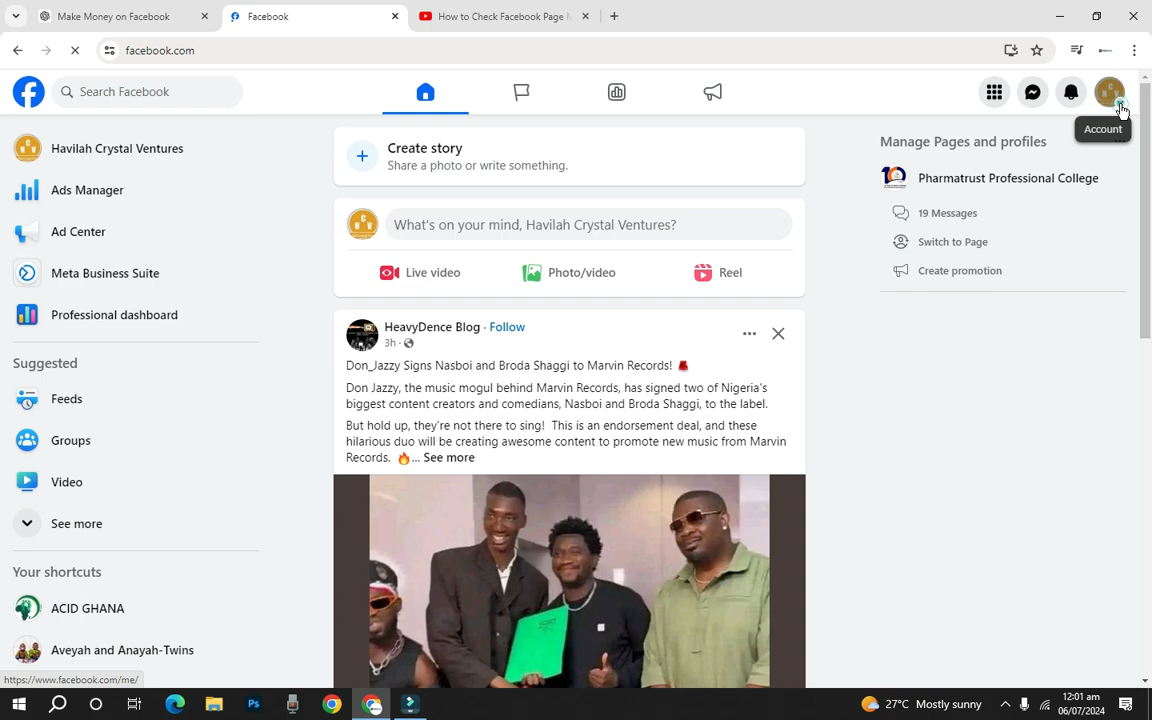 Make Money on Facebook
Facebook
How to Check Facebook Page
facebook.com
Search Facebook
Account
Havilah Crystal Ventures
Ads Manager
Ad Center
Meta Business Suite
Professional dashboard
Suggested
Feeds
Groups
Video
See more
Your shortcuts
ACID GHANA
Aveyah and Anayah-Twins
https://www.facebook.com/me/
Create story
Share a photo or write something.
What's on your mind, Havilah Crystal Ventures?
Live video
Photo/video
Reel
HeavyDence Blog · Follow
3h ·
Don_Jazzy Signs Nasboi and Broda Shaggi to Marvin Records!
Don Jazzy, the music mogul behind Marvin Records, has signed two of Nigeria's
biggest content creators and comedians, Nasboi and Broda Shaggi, to the label.
But hold up, they're not there to sing! This is an endorsement deal, and these
hilarious duo will be creating awesome content to promote new music from Marvin
Records. 🔥... See more
Manage Pages and profiles
Pharmatrust Professional College
19 Messages
Switch to Page
Create promotion
Ps
27°C Mostly sunny
12:01 am
06/07/2024